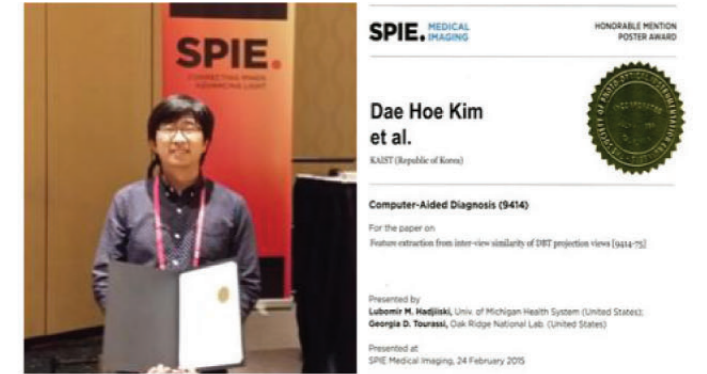 SPIE.
CONNECTING MINDS.
ADVANCING LIGHT.
SPIE. MEDICAL
IMAGING
HONORABLE MENTION
POSTER AWARD
Dae Hoe Kim
et al.
KAIST (Republic of Korea)
Computer-Aided Diagnosis (9414)
For the paper on
Feature extraction from inter-view similarity of DBT projection views [9414-75]
Presented by
Lubomir M. Hadjiiski, Univ. of Michigan Health System (United States);
Georgia D. Tourassi, Oak Ridge National Lab. (United States)
Presented at
SPIE Medical Imaging, 24 February 2015